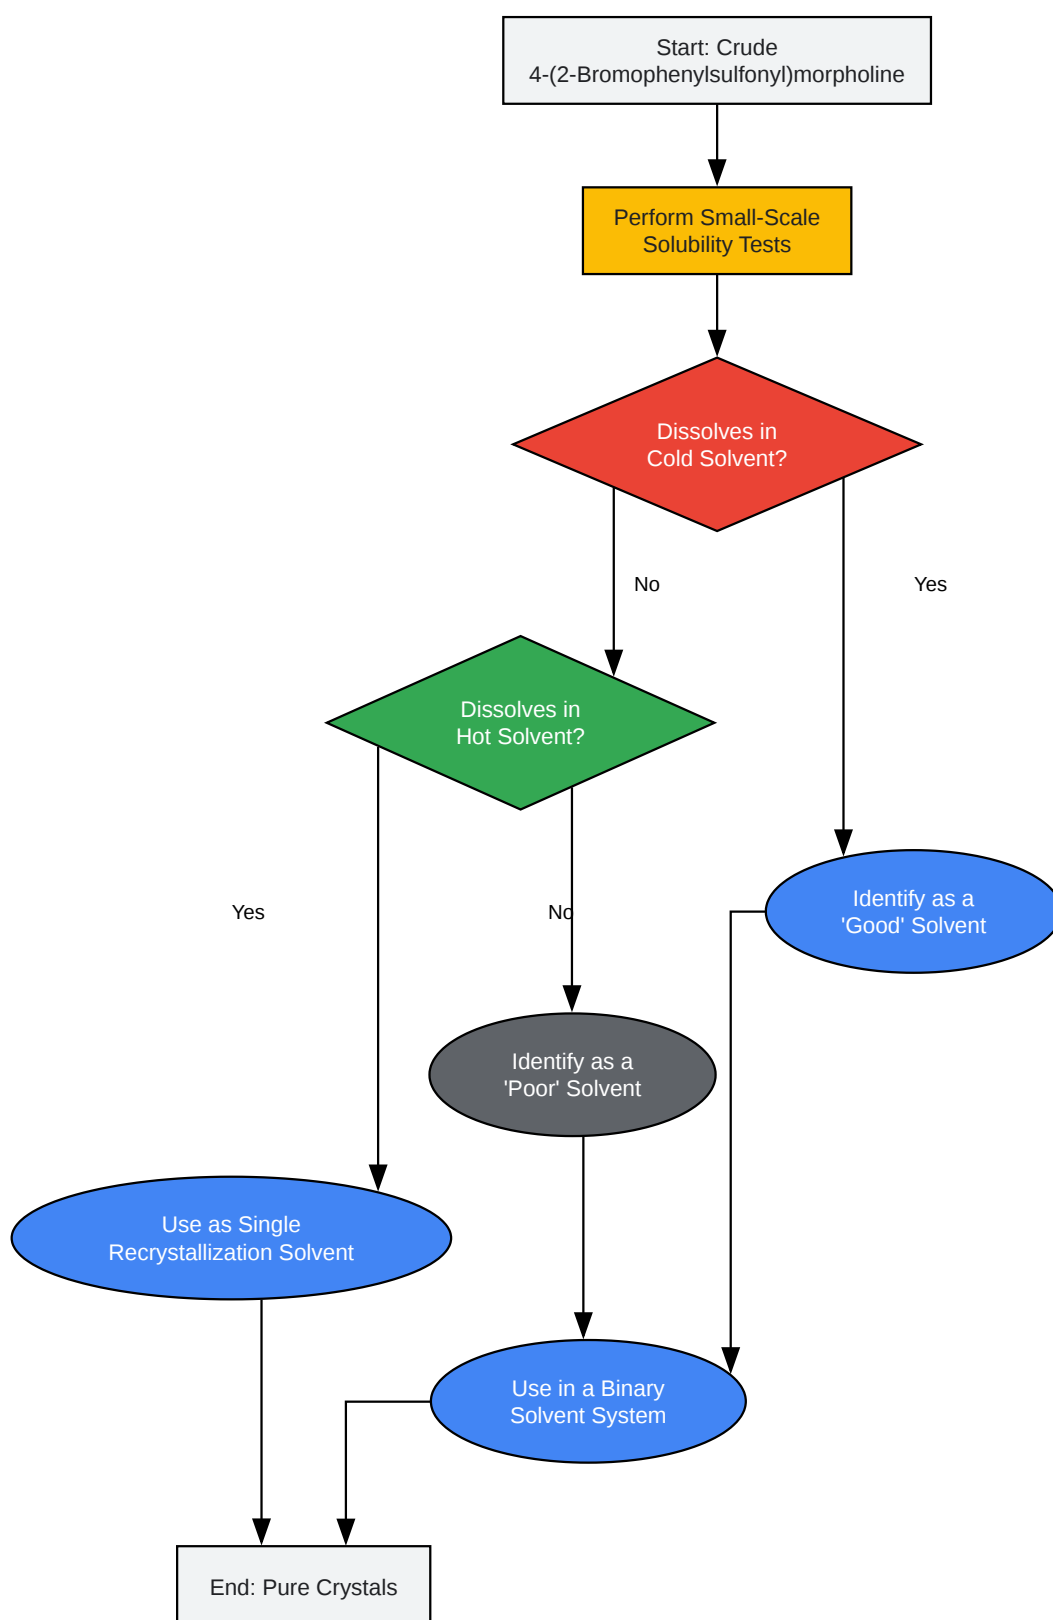 Start: Crude
4-(2-Bromophenylsulfonyl)morpholine
Perform Small-Scale
Solubility Tests
Dissolves in
Cold Solvent?
No
Yes
Dissolves in
Hot Solvent?
Yes
No
Identify as a
'Good' Solvent
Identify as a
'Poor' Solvent
Use as Single
Recrystallization Solvent
Use in a Binary
Solvent System
End: Pure Crystals